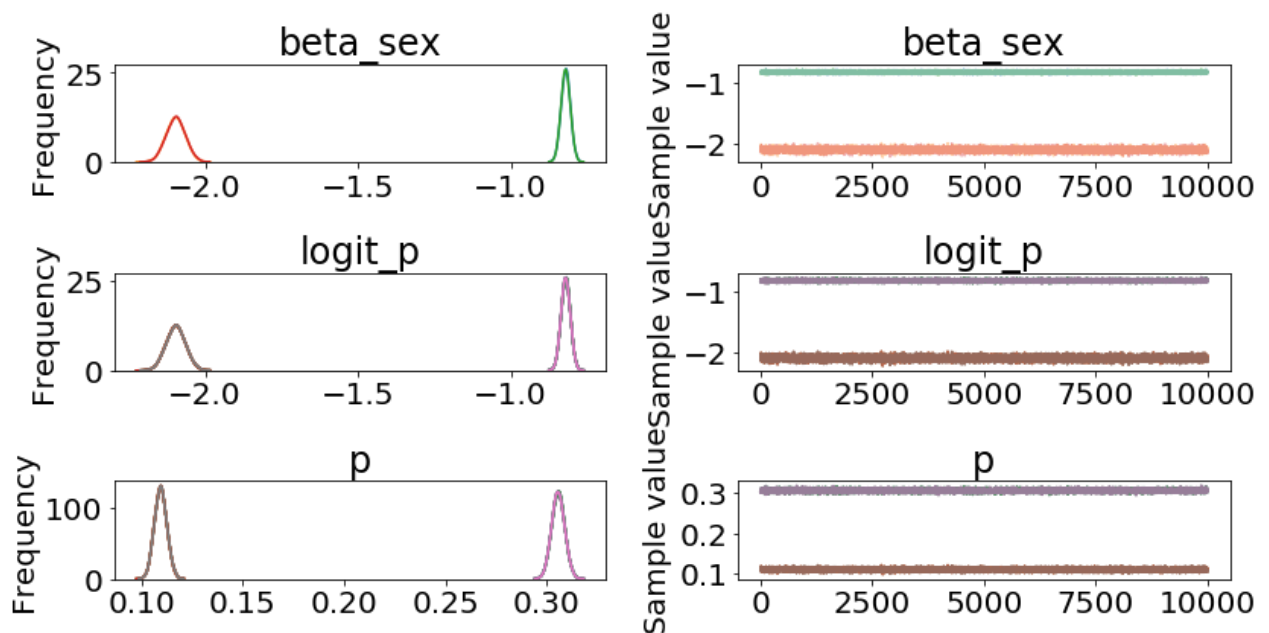 beta_sex
Frequency
25
0
−2.0 −1.5 −1.0
beta_sex
Sample value
−1
−2
0 2500 5000 7500 10000
logit_p
Frequency
25
0
−2.0 −1.5 −1.0
logit_p
Sample value
−1
−2
0 2500 5000 7500 10000
p
Frequency
100
0
0.10 0.15 0.20 0.25 0.30
p
Sample value
0.3
0.2
0.1
0 2500 5000 7500 10000